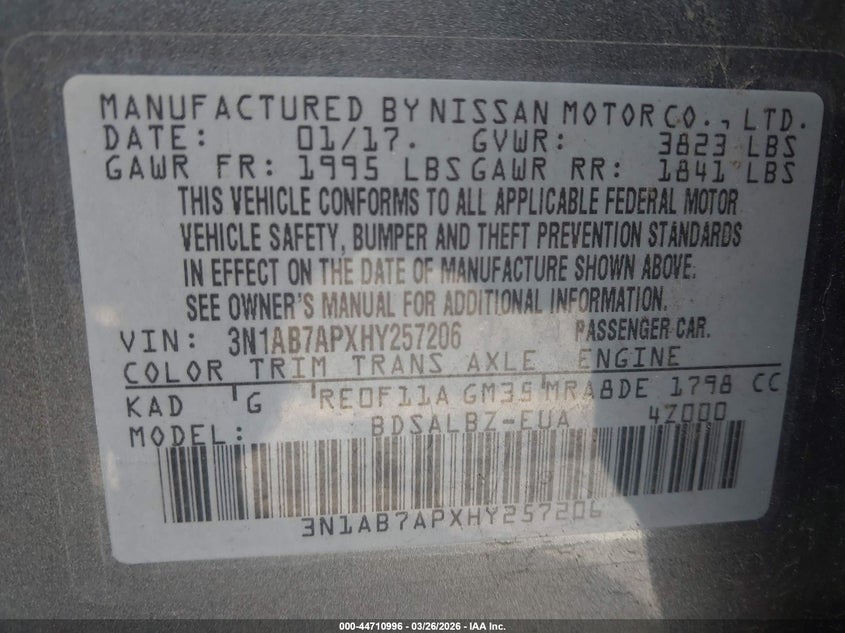 MANUFACTURED BY NISSAN MOTOR CO., LTD.
DATE: 01/17. GVWR: 3823 LBS
GAWR FR: 1995 LBS GAWR RR: 1841 LBS
THIS VEHICLE CONFORMS TO ALL APPLICABLE FEDERAL MOTOR
VEHICLE SAFETY, BUMPER AND THEFT PREVENTION STANDARDS
IN EFFECT ON THE DATE OF MANUFACTURE SHOWN ABOVE.
SEE OWNER'S MANUAL FOR ADDITIONAL INFORMATION.
VIN: 3N1AB7APXHY257206 PASSENGER CAR.
COLOR TRIM TRANS AXLE ENGINE
KAD G RE0F11A GM35 MRA8DE 1798 CC
MODEL: BDSALBZ-EUA 4Z000
3N1AB7APXHY257206
000-44710996 | 03/26/2026 | IAA Inc.